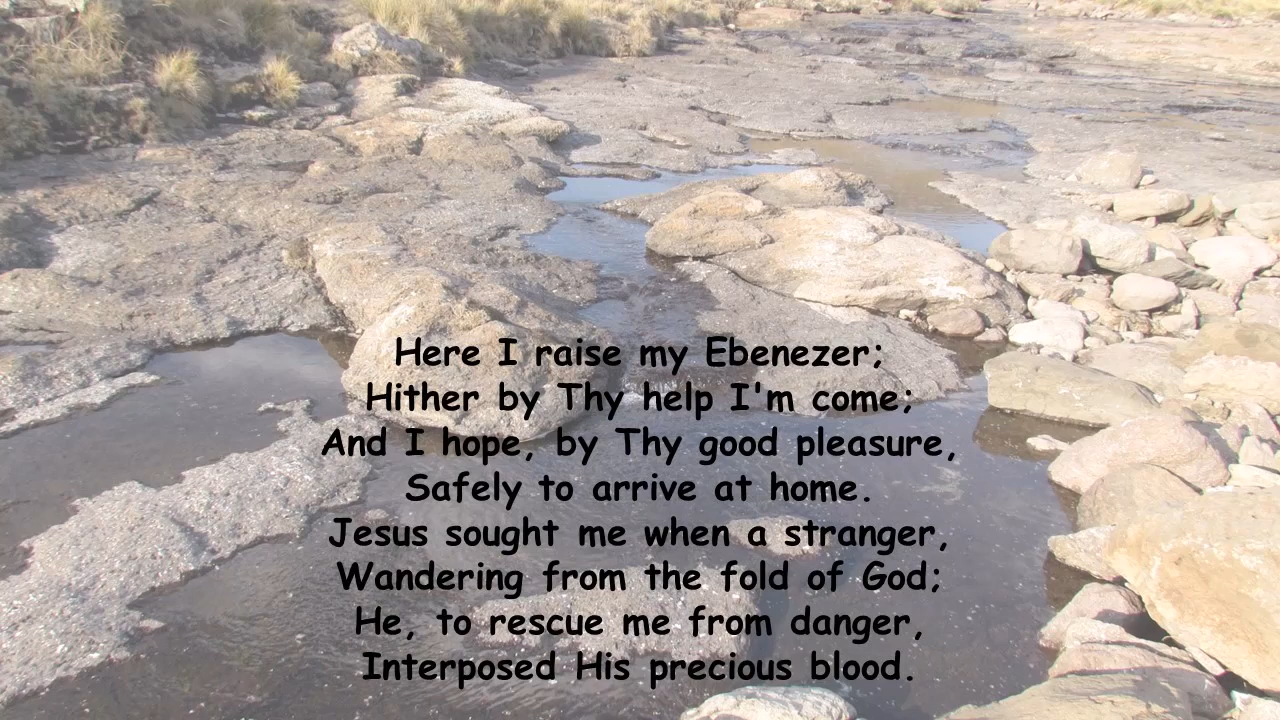 Here I raise my Ebenezer;
Hither by Thy help I'm come;
And I hope, by Thy good pleasure,
Safely to arrive at home.
Jesus sought me when a stranger,
Wandering from the fold of God;
He, to rescue me from danger,
Interposed His precious blood.